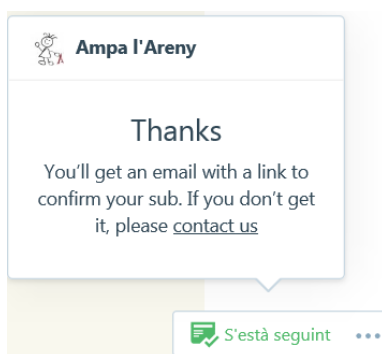 Ampa l'Areny
Thanks
You’ll get an email with a link to
confirm your sub. If you don’t get
it, please contact us
S'està seguint